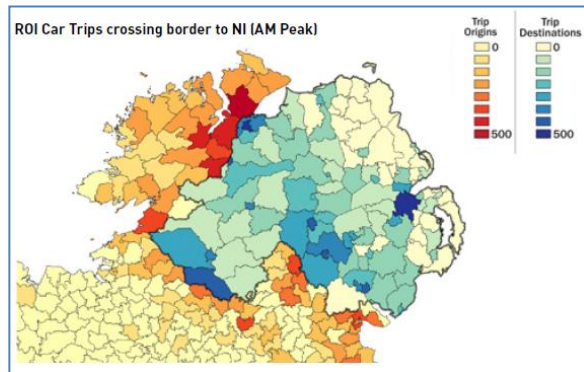 ROI Car Trips crossing border to NI (AM Peak)
Trip
Origins
0
500
Trip
Destinations
0
500